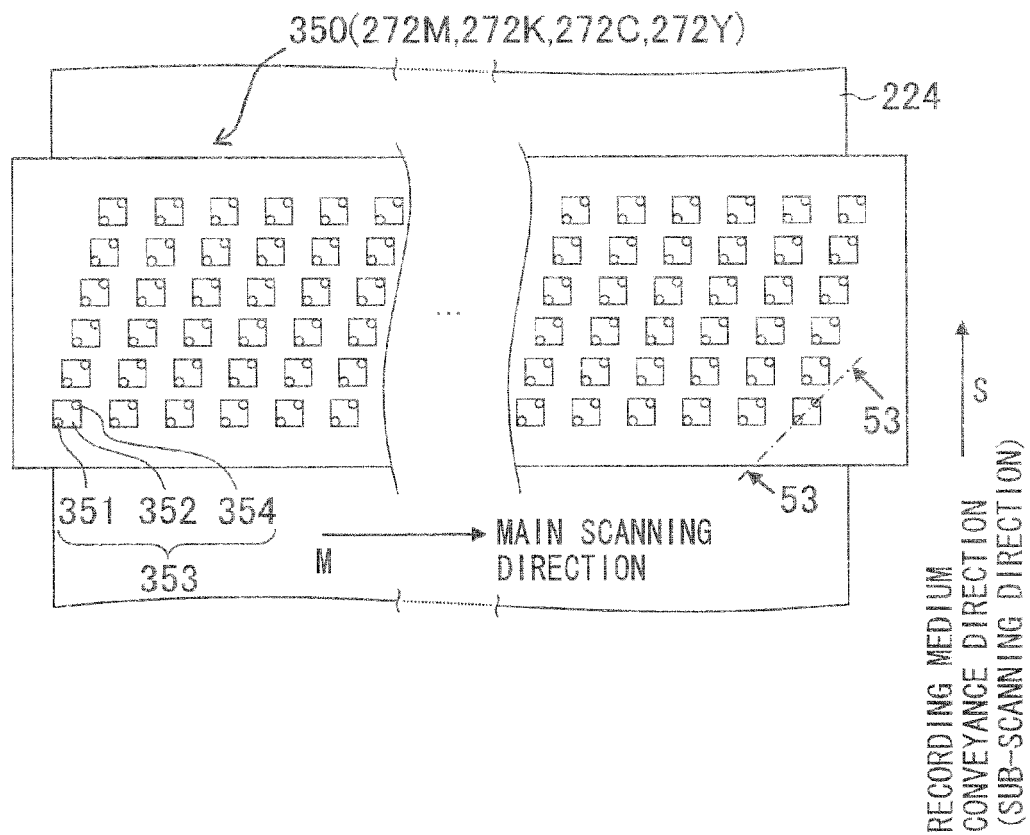 350(272M,272K,272C,272Y)
224
...
53
53
351 352 354
353
M
MAIN SCANNING
DIRECTION
S
RECORDING MEDIUM
CONVEYANCE DIRECTION
(SUB-SCANNING DIRECTION)